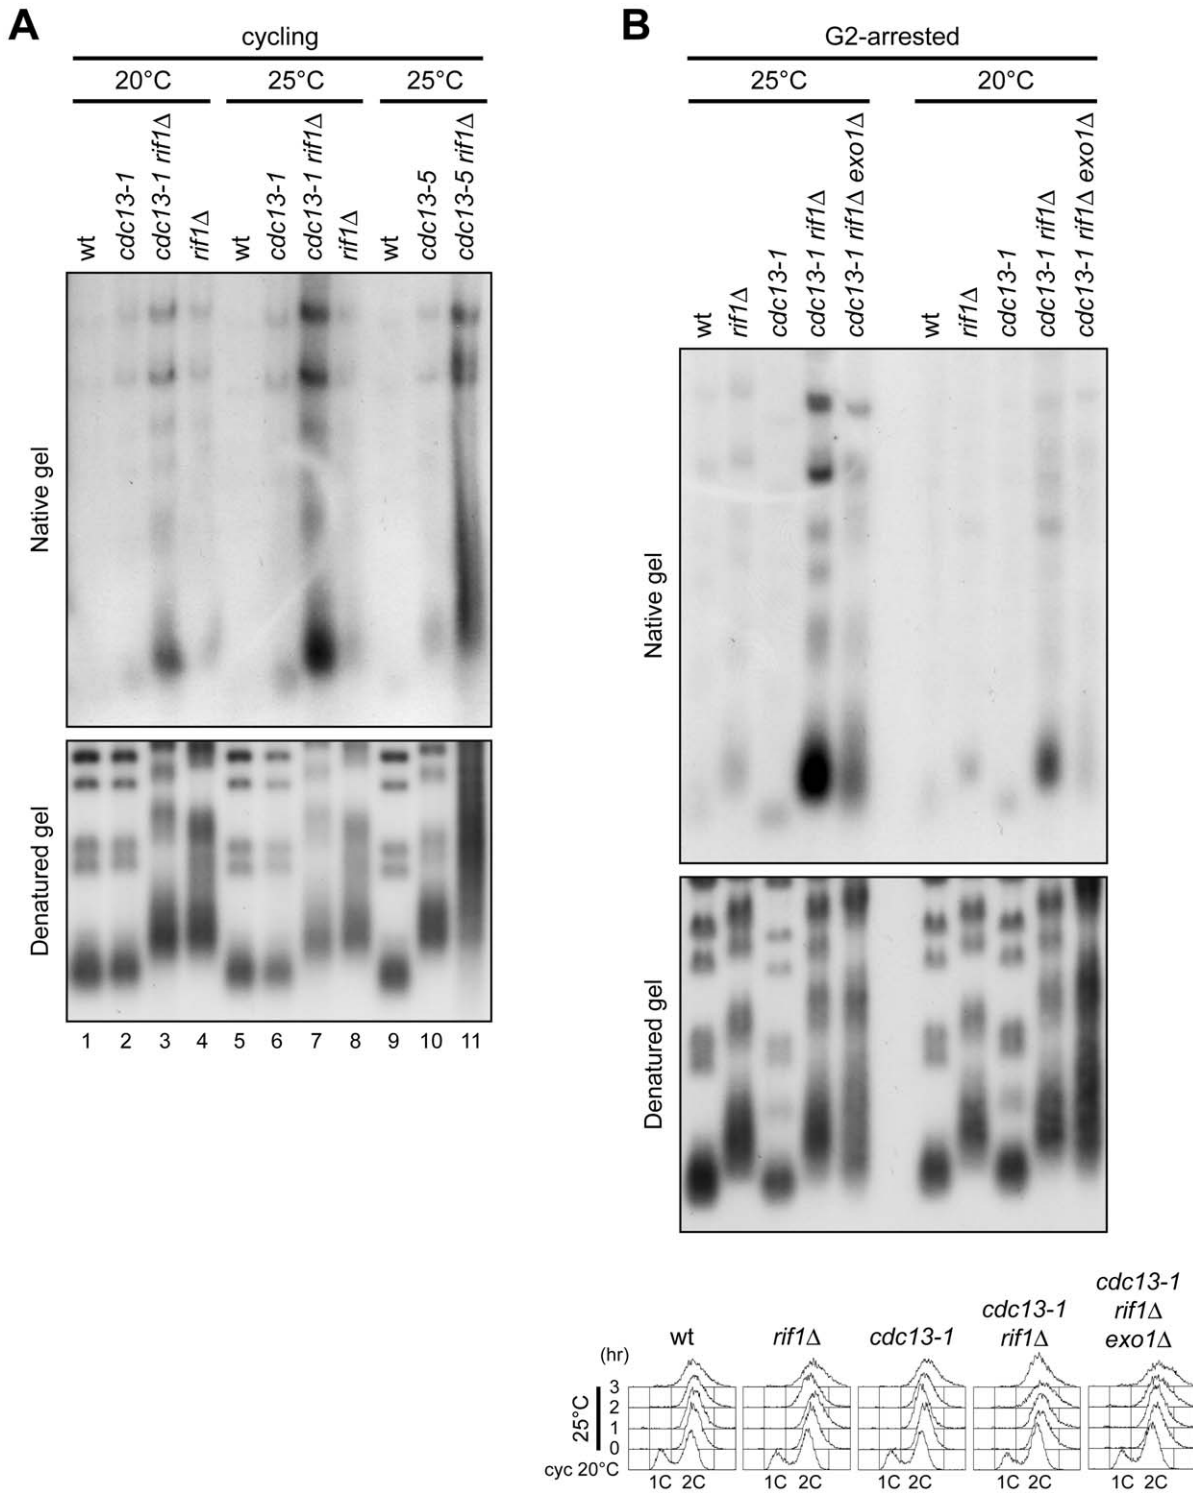 A
cycling
20°C 25°C 25°C
wt
cdc13-1
cdc13-1 rif1Δ
rif1Δ
wt
cdc13-1
cdc13-1 rif1Δ
rif1Δ
wt
cdc13-5
cdc13-5 rif1Δ
Native gel
Denatured gel
1 2 3 4 5 6 7 8 9 10 11
B
G2-arrested
25°C 20°C
wt
rif1Δ
cdc13-1
cdc13-1 rif1Δ
cdc13-1 rif1Δ exo1Δ
wt
rif1Δ
cdc13-1
cdc13-1 rif1Δ
cdc13-1 rif1Δ exo1Δ
Native gel
Denatured gel
wt
rif1Δ
cdc13-1
cdc13-1
rif1Δ
cdc13-1
rif1Δ
exo1Δ
(hr)
3
2
1
0
25°C
cyc 20°C
1C 2C 1C 2C 1C 2C 1C 2C 1C 2C